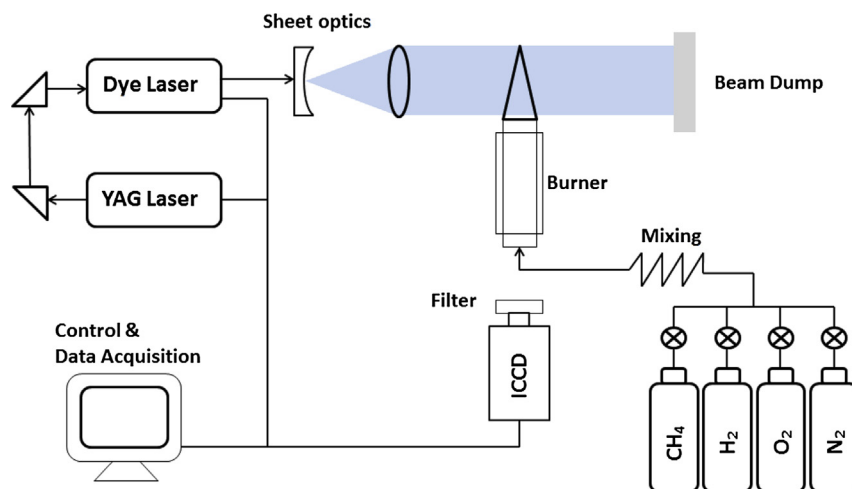 Sheet optics
Dye Laser
Beam Dump
YAG Laser
Burner
Mixing
Filter
Control &
Data Acquisition
ICCD
CH₄
H₂
O₂
N₂